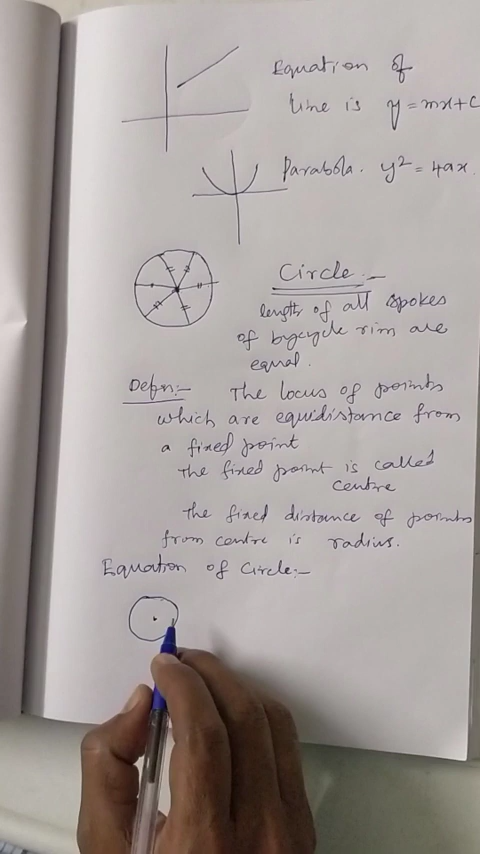 Equation of
line is y = mx+c
Parabola. y² = 4ax.
Circle:-
length of all spokes
of bycycle rim are
equal.
Defn:- The locus of points
which are equidistance from
a fixed point
The fixed point is called
centre
The fixed distance of points
from centre is radius.
Equation of Circle:-